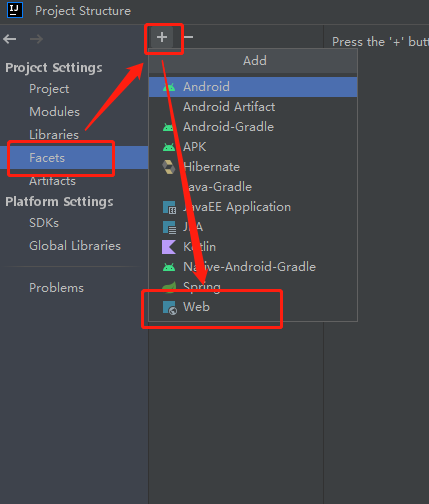 IJ
Project Structure
Project Settings
Project
Modules
Libraries
Facets
Artifacts
Platform Settings
SDKs
Global Libraries
Problems
Press the '+' butt
Add
Android
Android Artifact
Android-Gradle
APK
Hibernate
Java-Gradle
JavaEE Application
JPA
Kotlin
Native-Android-Gradle
Spring
Web